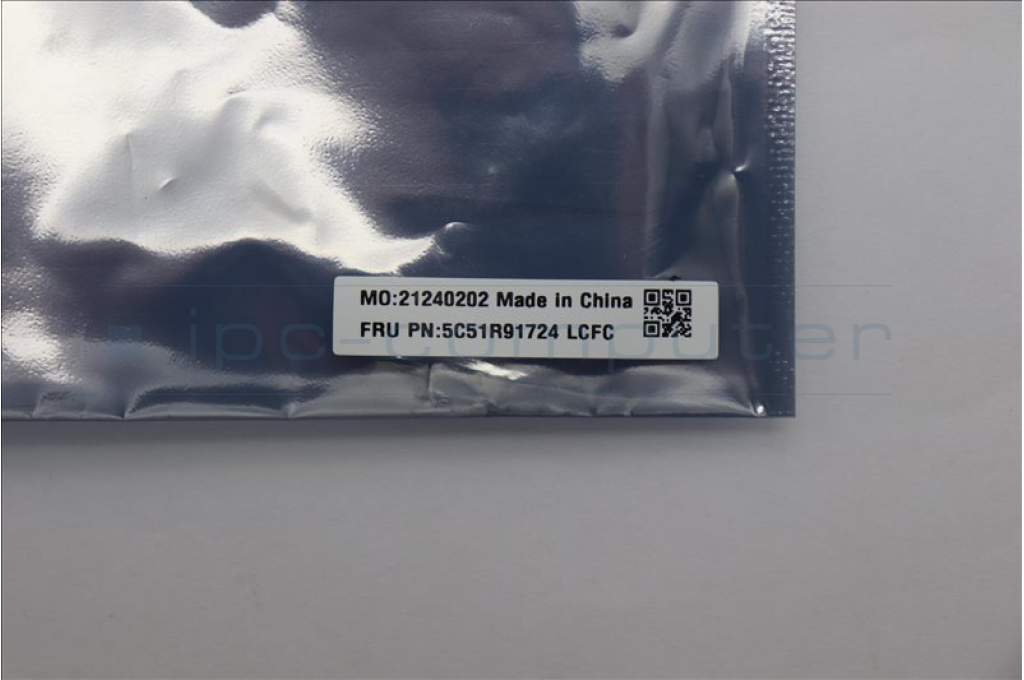 MO:21240202 Made in China
FRU PN:5C51R91724 LCFC
ipc-computer